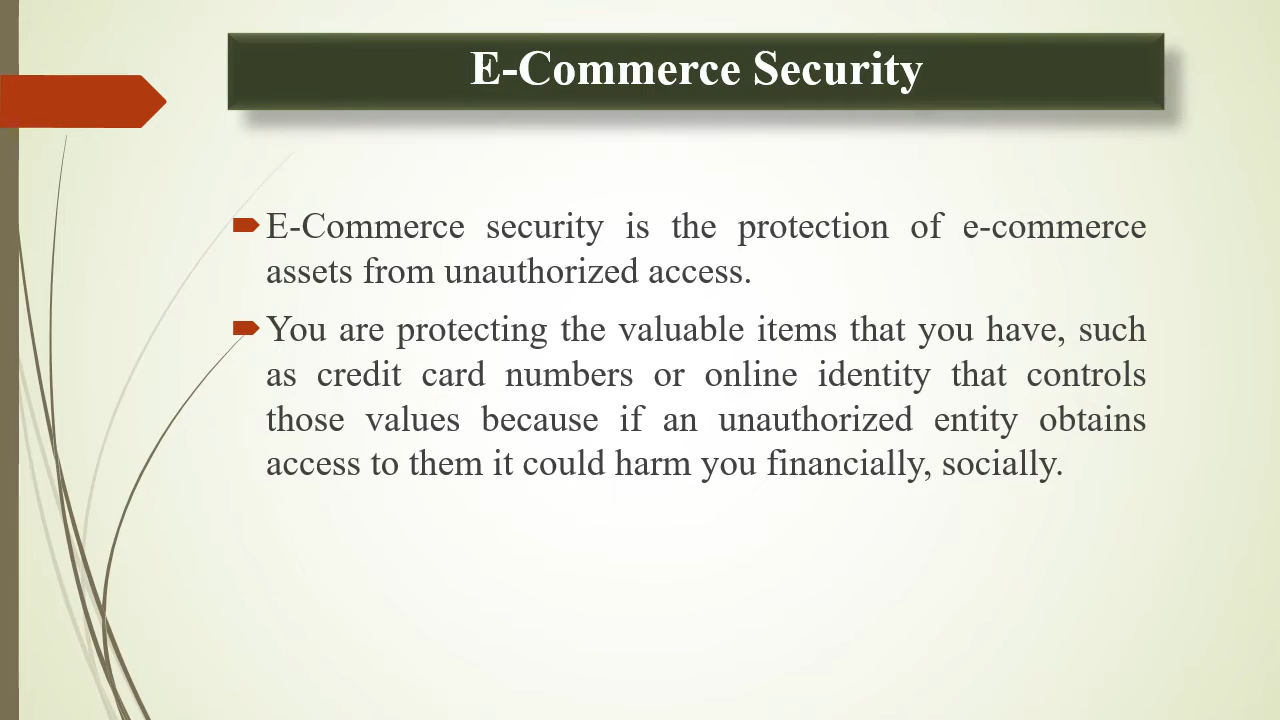 E-Commerce Security
E-Commerce security is the protection of e-commerce
assets from unauthorized access.
You are protecting the valuable items that you have, such
as credit card numbers or online identity that controls
those values because if an unauthorized entity obtains
access to them it could harm you financially, socially.